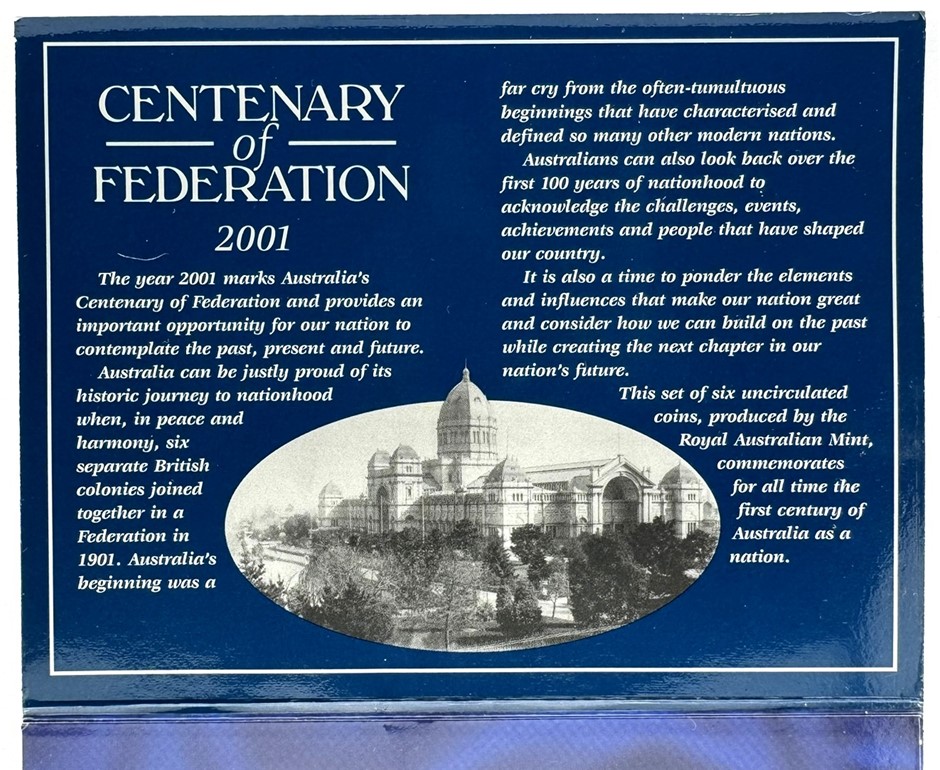 CENTENARY
of
FEDERATION
2001
The year 2001 marks Australia's
Centenary of Federation and provides an
important opportunity for our nation to
contemplate the past, present and future.
Australia can be justly proud of its
historic journey to nationhood
when, in peace and
harmony, six
separate British
colonies joined
together in a
Federation in
1901. Australia's
beginning was a
far cry from the often-tumultuous
beginnings that have characterised and
defined so many other modern nations.
Australians can also look back over the
first 100 years of nationhood to
acknowledge the challenges, events,
achievements and people that have shaped
our country.
It is also a time to ponder the elements
and influences that make our nation great
and consider how we can build on the past
while creating the next chapter in our
nation's future.
This set of six uncirculated
coins, produced by the
Royal Australian Mint,
commemorates
for all time the
first century of
Australia as a
nation.